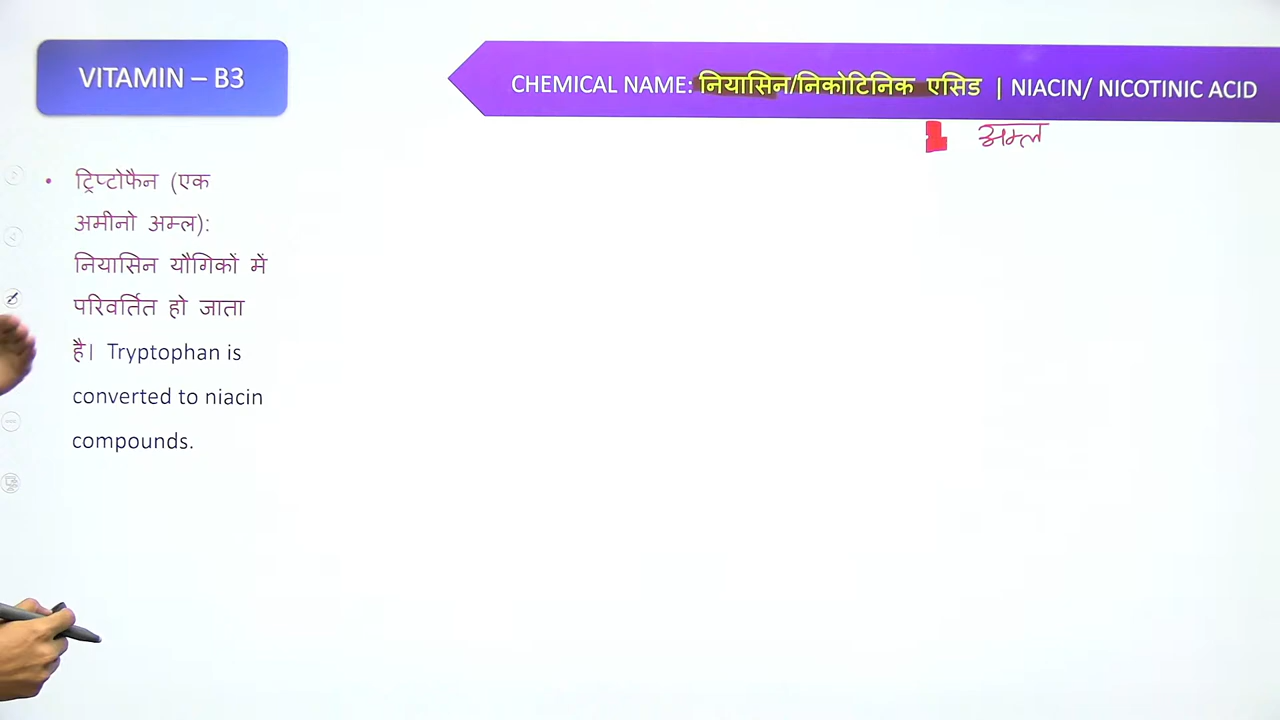 VITAMIN – B3
CHEMICAL NAME: नियासिन/निकोटिनिक एसिड | NIACIN/ NICOTINIC ACID
अम्ल
• ट्रिप्टोफैन (एक
अमीनो अम्ल):
नियासिन यौगिकों में
परिवर्तित हो जाता
है। Tryptophan is
converted to niacin
compounds.